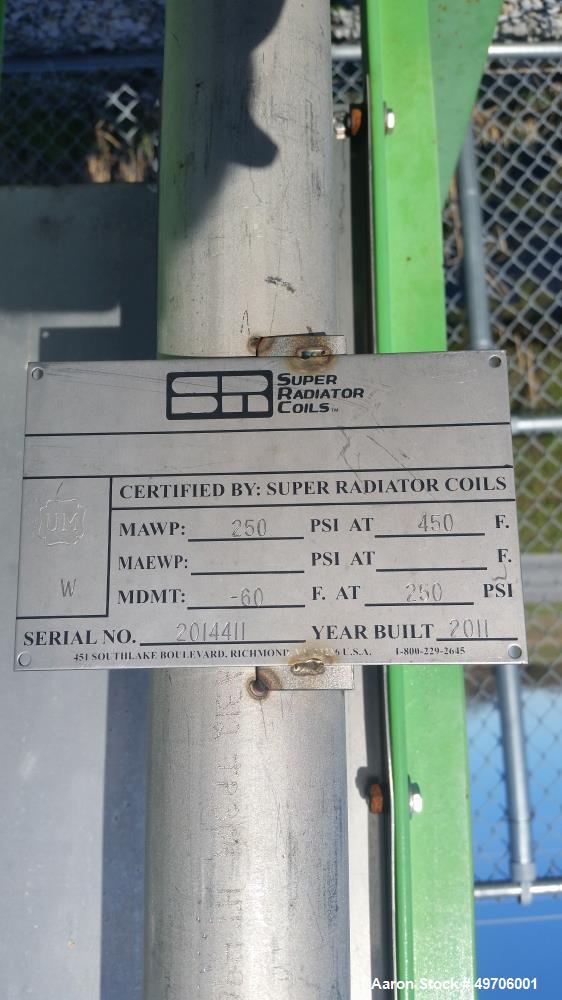 SR SUPER
RADIATOR
COILS™
UM
W
CERTIFIED BY: SUPER RADIATOR COILS
MAWP: 250 PSI AT 450 F.
MAEWP: PSI AT F.
MDMT: -60 F. AT 250 PSI
SERIAL NO. 2014411 YEAR BUILT 2011
451 SOUTHLAKE BOULEVARD, RICHMOND, U.S.A. 1-800-229-2645
Aaron Stock # 49706001